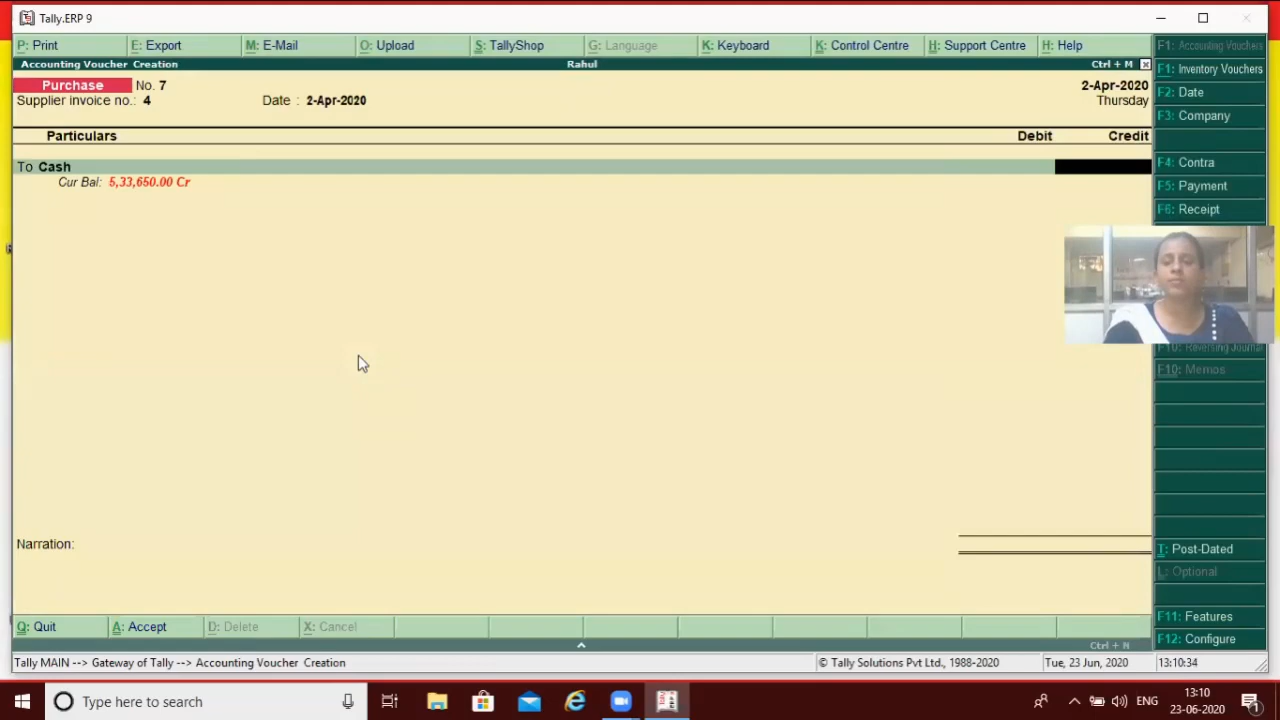 Tally.ERP 9
P: Print E: Export M: E-Mail O: Upload S: TallyShop G: Language K: Keyboard K: Control Centre H: Support Centre H: Help
Accounting Voucher Creation Rahul Ctrl + M
Purchase No. 7 2-Apr-2020
Supplier invoice no.: 4 Date : 2-Apr-2020 Thursday
Particulars Debit Credit
To Cash
Cur Bal: 5,33,650.00 Cr
Narration:
F1: Accounting Vouchers
F1: Inventory Vouchers
F2: Date
F3: Company
F4: Contra
F5: Payment
F6: Receipt
F10: Reversing Journal
F10: Memos
T: Post-Dated
L: Optional
F11: Features
F12: Configure
Q: Quit A: Accept D: Delete X: Cancel
Ctrl + N
Tally MAIN --> Gateway of Tally --> Accounting Voucher Creation © Tally Solutions Pvt Ltd., 1988-2020 Tue, 23 Jun, 2020 13:10:34
Type here to search ENG 13:10
23-06-2020
1